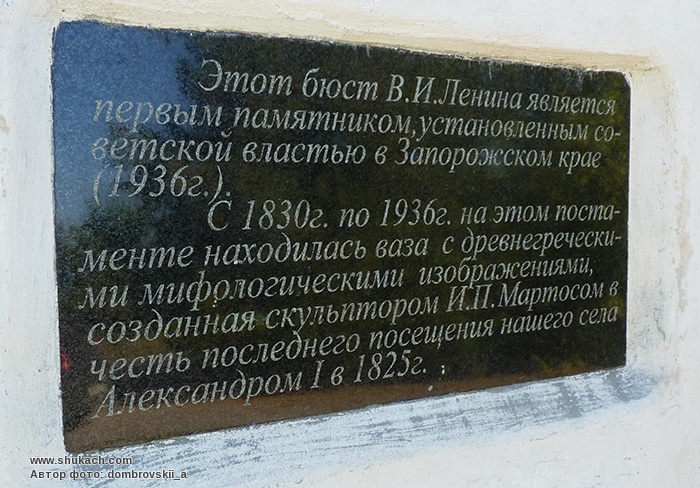 Этот бюст В.И.Ленина является
первым памятником,установленным со-
ветской властью в Запорожском крае
(1936г.).
С 1830г. по 1936г. на этом поста-
менте находилась ваза с древнегречески-
ми мифологическими изображениями,
созданная скульптором И.П.Мартосом в
честь последнего посещения нашего села
Александром I в 1825г.
www.shukach.com
Автор фото: dombrovskii_a